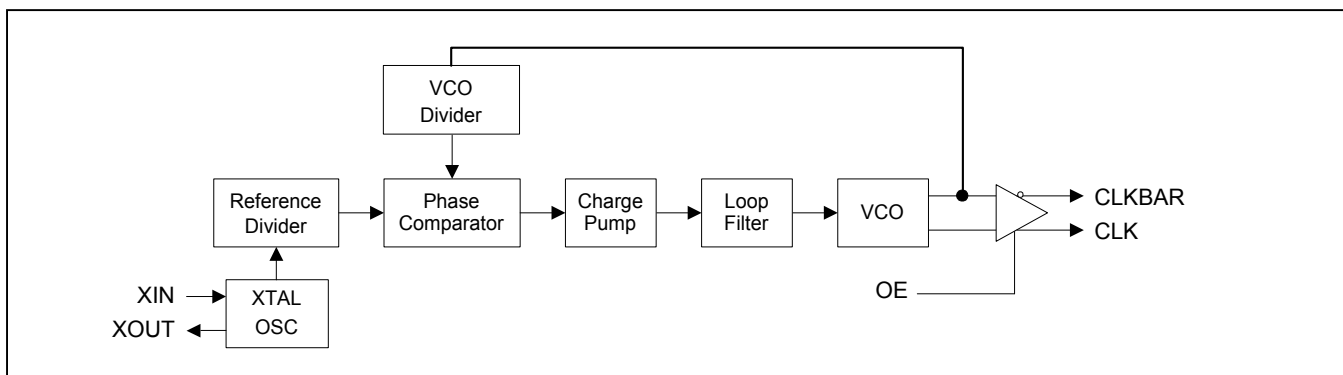 VCO
Divider
Reference
Divider
Phase
Comparator
Charge
Pump
Loop
Filter
VCO
CLKBAR
CLK
OE
XIN
XOUT
XTAL
OSC